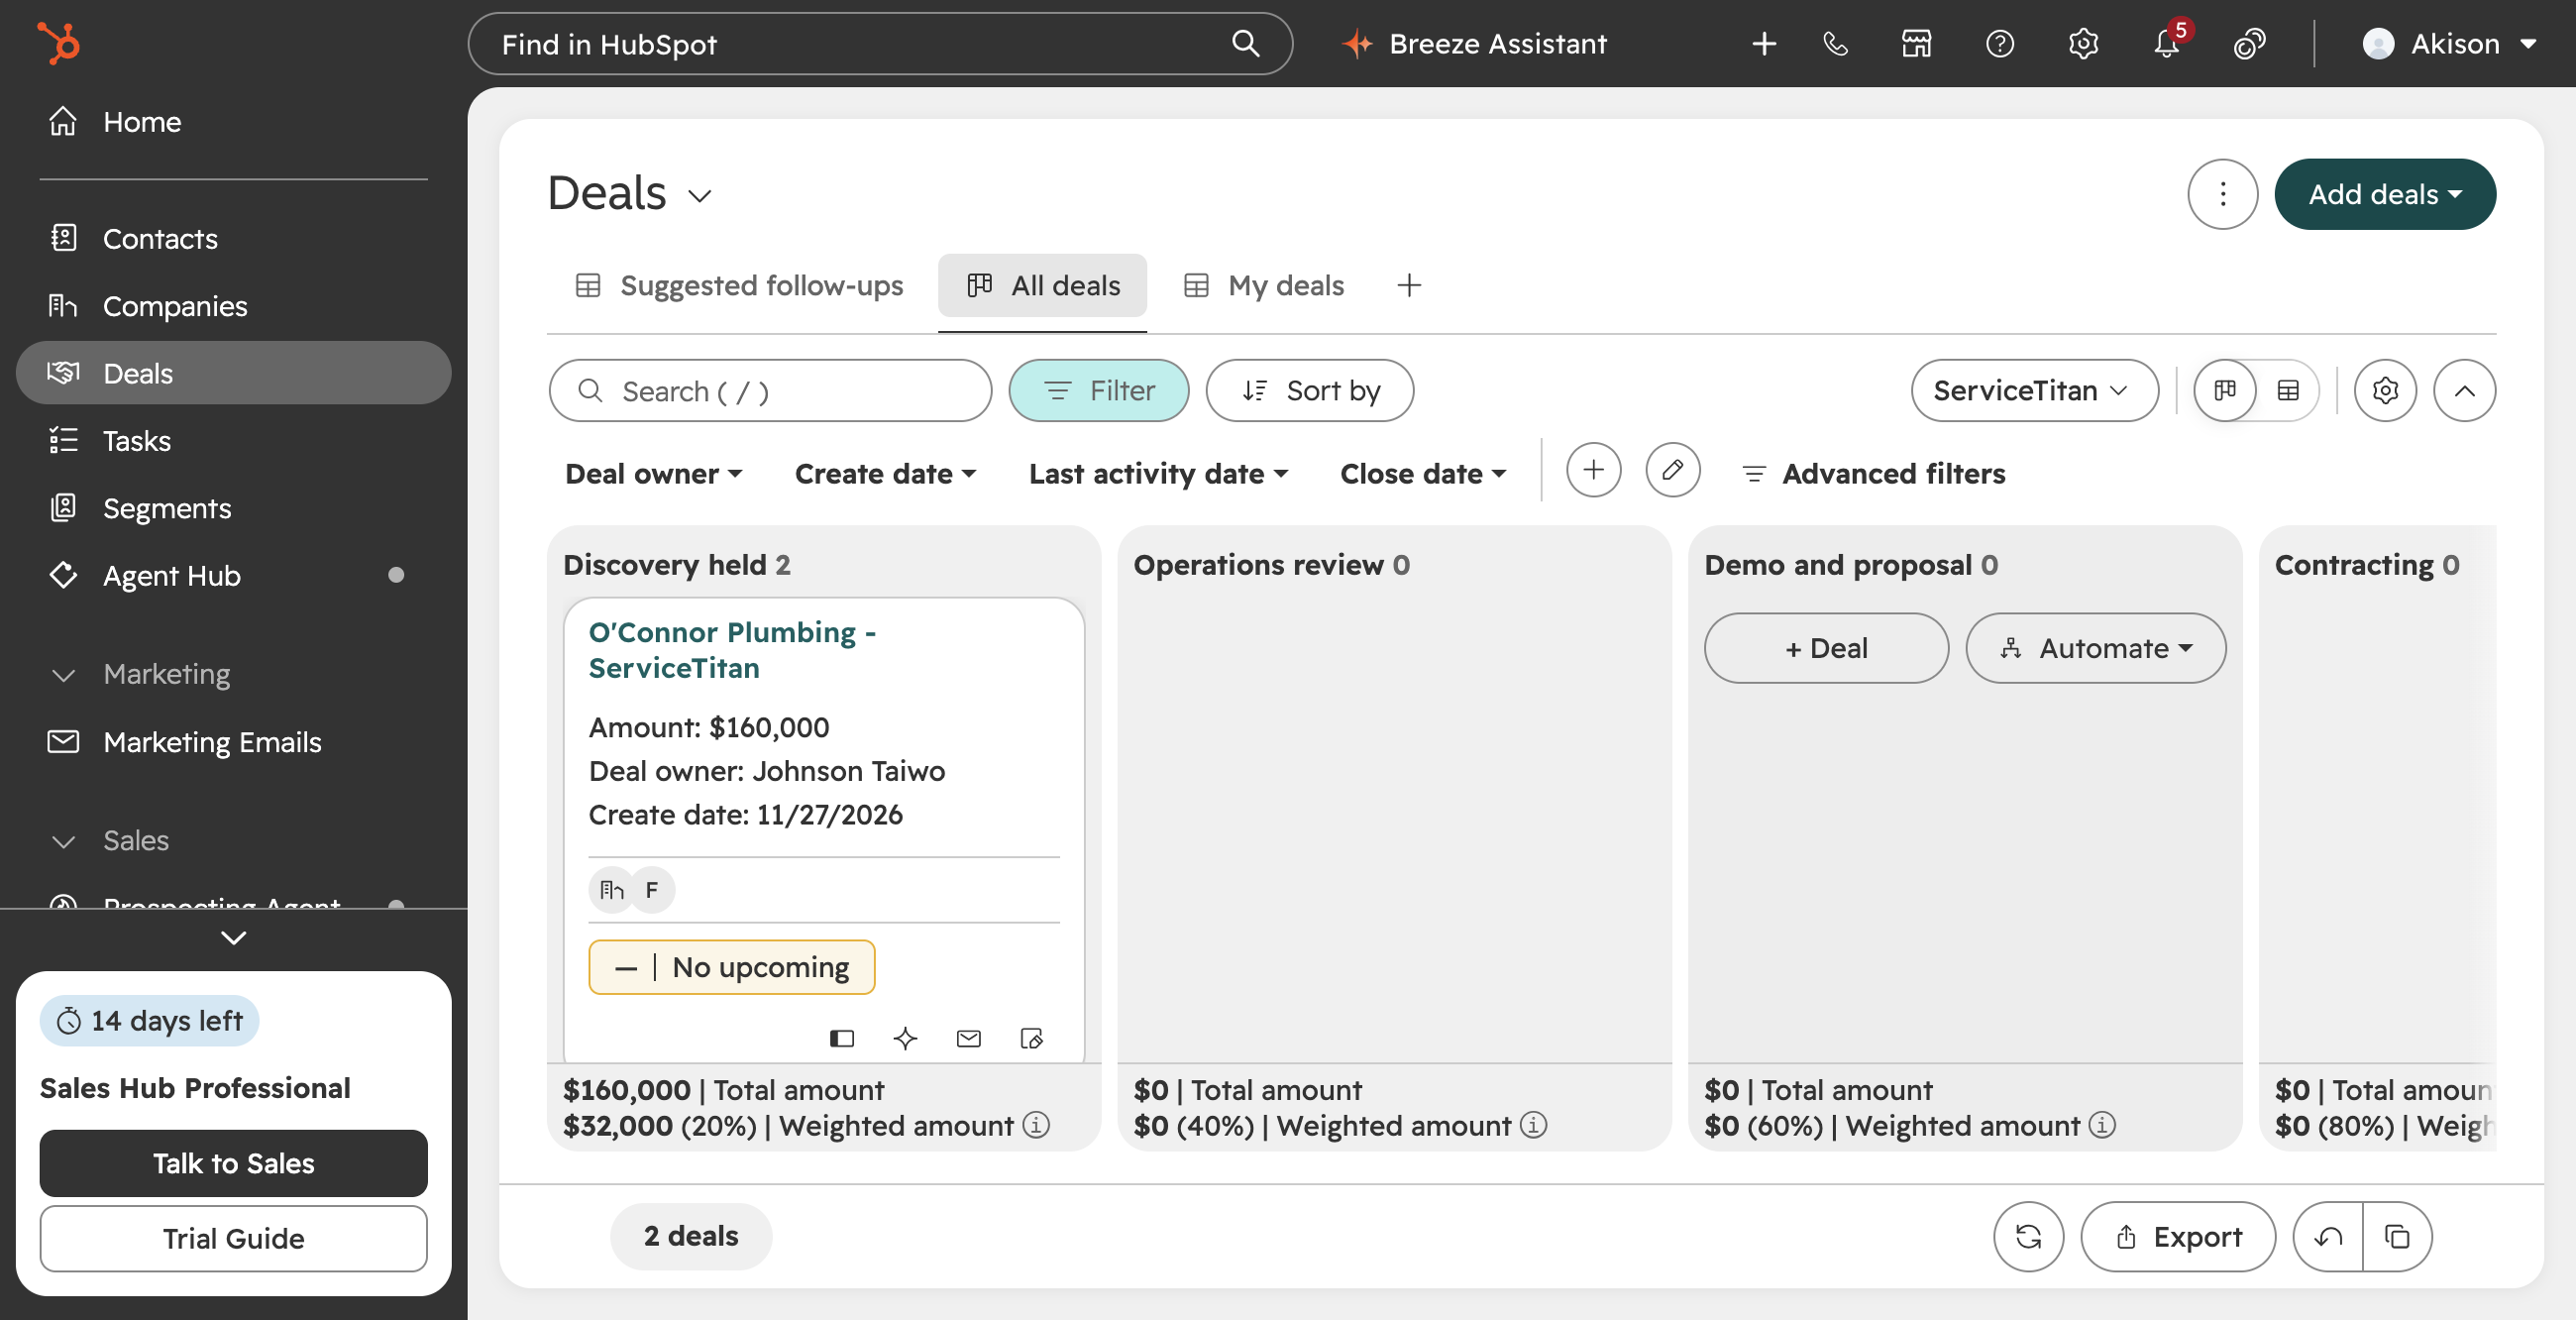 Find in HubSpot
Breeze Assistant
5
Akison
Home
Contacts
Companies
Deals
Tasks
Segments
Agent Hub
Marketing
Marketing Emails
Sales
Prospecting Agent
14 days left
Sales Hub Professional
Talk to Sales
Trial Guide
Deals
Add deals
Suggested follow-ups
All deals
My deals
Search ( / )
Filter
Sort by
ServiceTitan
Deal owner
Create date
Last activity date
Close date
Advanced filters
Discovery held 2
O'Connor Plumbing -
ServiceTitan
Amount: $160,000
Deal owner: Johnson Taiwo
Create date: 11/27/2026
F
— | No upcoming
$160,000 | Total amount
$32,000 (20%) | Weighted amount
Operations review 0
$0 | Total amount
$0 (40%) | Weighted amount
Demo and proposal 0
+ Deal
Automate
$0 | Total amount
$0 (60%) | Weighted amount
Contracting 0
$0 | Total amoun
$0 (80%) | Weigh
2 deals
Export